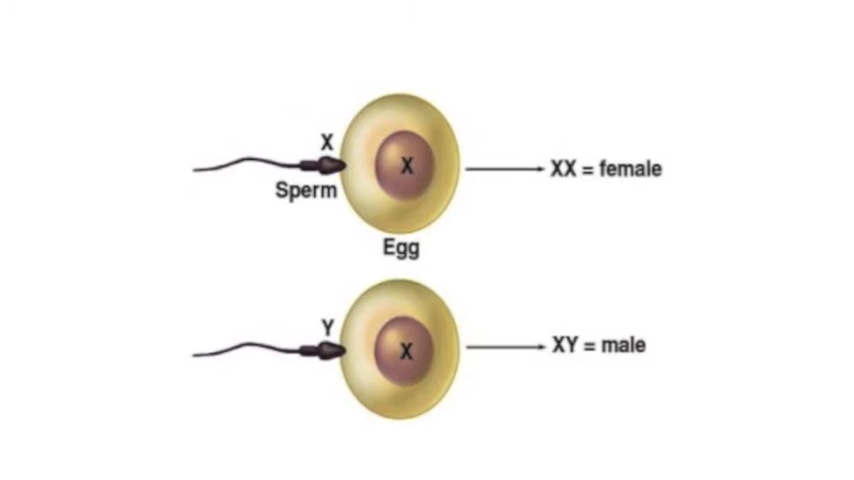 X
X
XX = female
Sperm
Egg
Y
X
XY = male